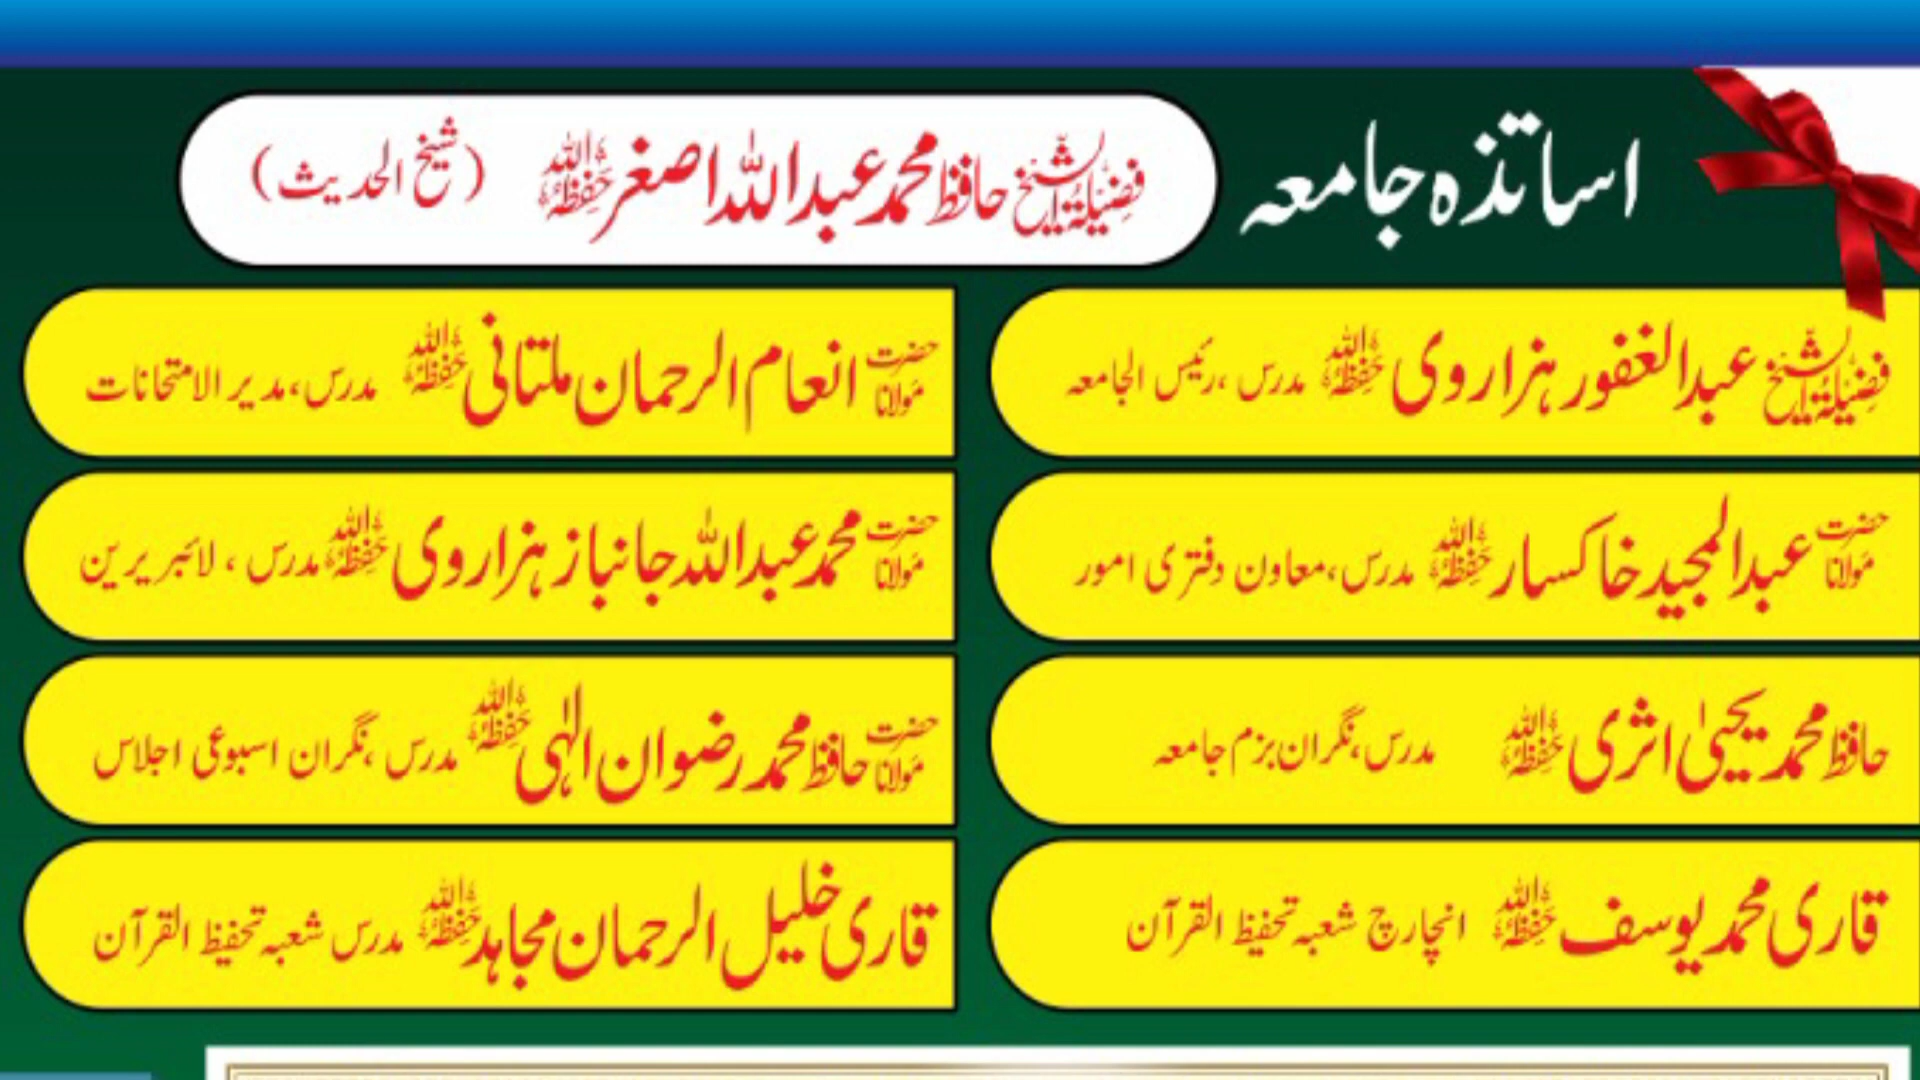 اساتذہ جامعہ
فضیلۃ الشیخ حافظ محمد عبداللہ اصغر حفظہ اللہ (شیخ الحدیث)
فضیلۃ الشیخ عبدالغفور ہزاروی حفظہ اللہ مدرس، رئیس الجامعہ
حضرت مولانا انعام الرحمان ملتانی حفظہ اللہ مدرس، مدیر الامتحانات
حضرت مولانا عبدالمجید خاکسار حفظہ اللہ مدرس، معاون دفتری امور
حضرت مولانا محمد عبداللہ جانباز ہزاروی حفظہ اللہ مدرس، لائبریرین
حافظ محمد یحییٰ اثری حفظہ اللہ مدرس، نگران بزم جامعہ
حضرت مولانا حافظ محمد رضوان الٰہی حفظہ اللہ مدرس، نگران اسبوعی اجلاس
قاری محمد یوسف حفظہ اللہ انچارج شعبہ تحفیظ القرآن
قاری خلیل الرحمان مجاہد حفظہ اللہ مدرس شعبہ تحفیظ القرآن